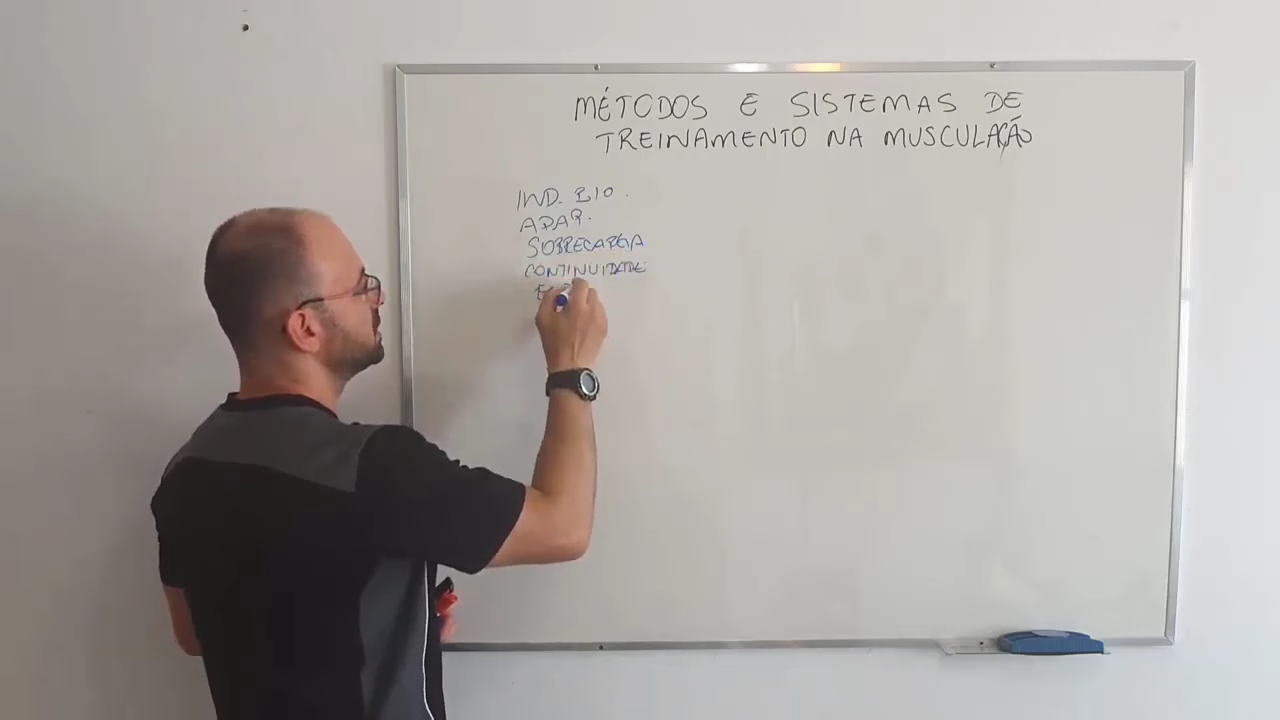 MÉTODOS E SISTEMAS DE
TREINAMENTO NA MUSCULAÇÃO
IND. BIO.
ADAP.
SOBRECARGA
CONTINUIDADE